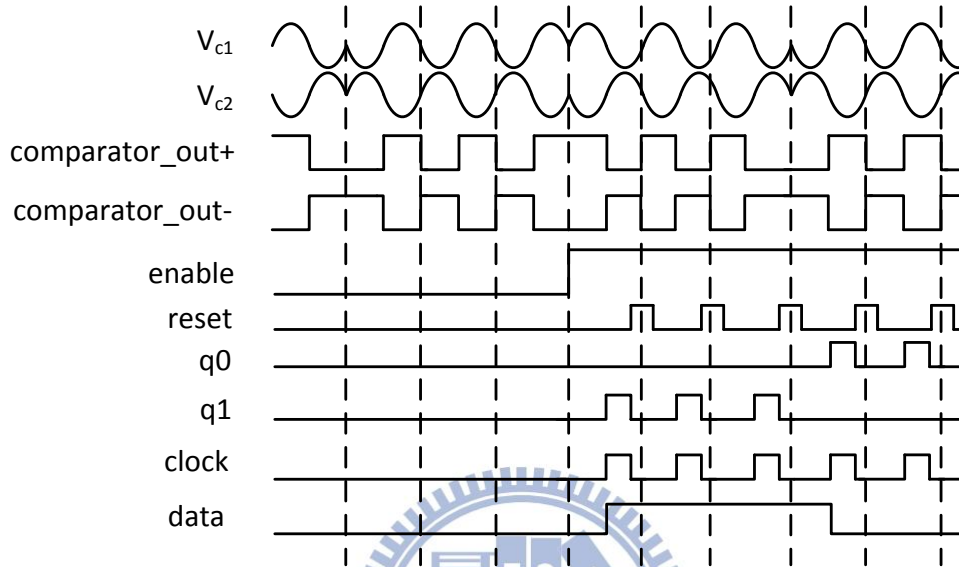 Vc1
Vc2
comparator_out+
comparator_out-
enable
reset
q0
q1
clock
data